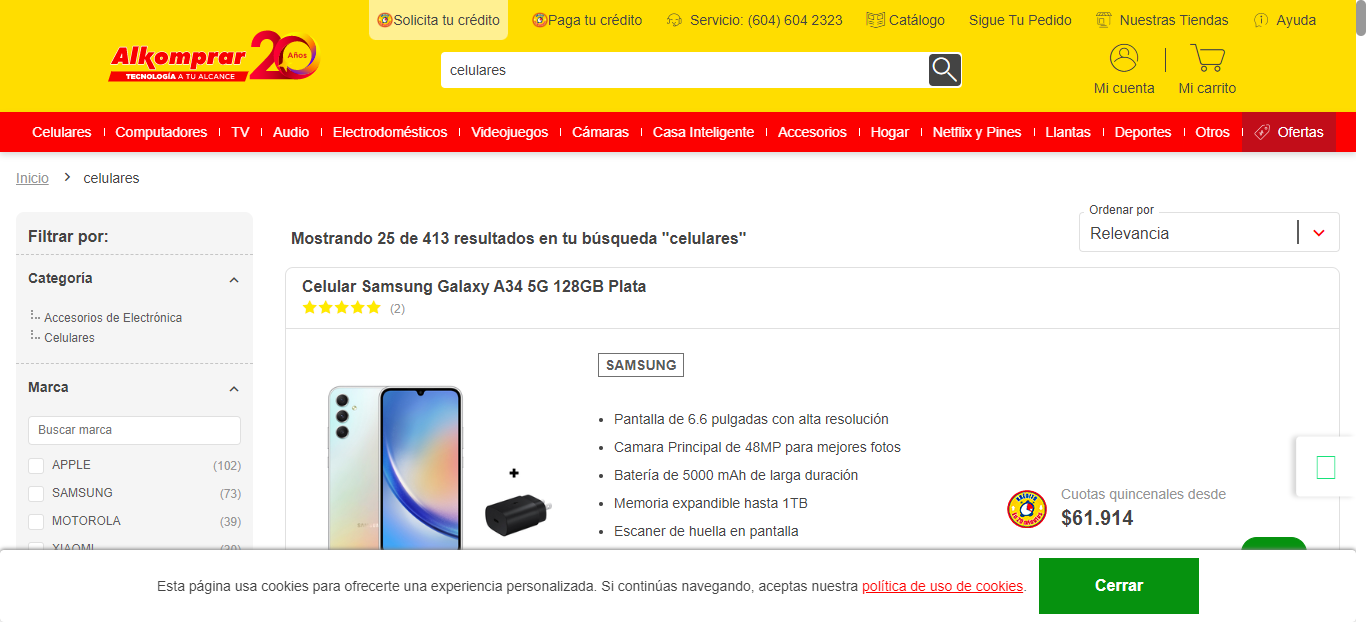 Solicita tu crédito
Paga tu crédito
Servicio: (604) 604 2323
Catálogo
Sigue Tu Pedido
Nuestras Tiendas
Ayuda
Alkomprar 20 Años
TECNOLOGÍA A TU ALCANCE
celulares
Mi cuenta
Mi carrito
Celulares
Computadores
TV
Audio
Electrodomésticos
Videojuegos
Cámaras
Casa Inteligente
Accesorios
Hogar
Netflix y Pines
Llantas
Deportes
Otros
Ofertas
Inicio > celulares
Filtrar por:
Categoría
Accesorios de Electrónica
Celulares
Marca
Buscar marca
APPLE (102)
SAMSUNG (73)
MOTOROLA (39)
XIAOMI
Mostrando 25 de 413 resultados en tu búsqueda "celulares"
Ordenar por
Relevancia
Celular Samsung Galaxy A34 5G 128GB Plata
(2)
SAMSUNG
• Pantalla de 6.6 pulgadas con alta resolución
• Camara Principal de 48MP para mejores fotos
• Batería de 5000 mAh de larga duración
• Memoria expandible hasta 1TB
• Escaner de huella en pantalla
Cuotas quincenales desde
$61.914
Esta página usa cookies para ofrecerte una experiencia personalizada. Si continúas navegando, aceptas nuestra política de uso de cookies.
Cerrar